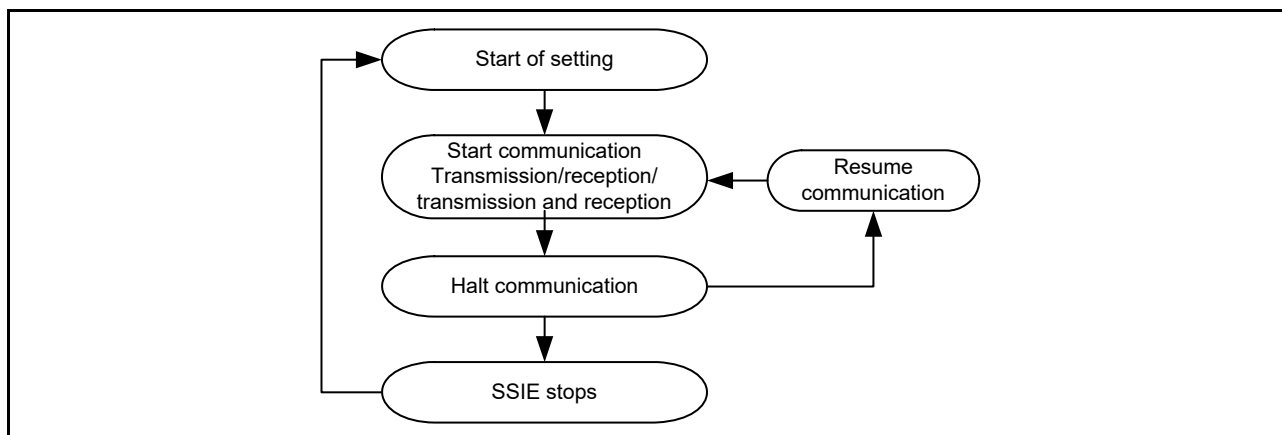 Start of setting
Start communication
Transmission/reception/
transmission and reception
Resume
communication
Halt communication
SSIE stops